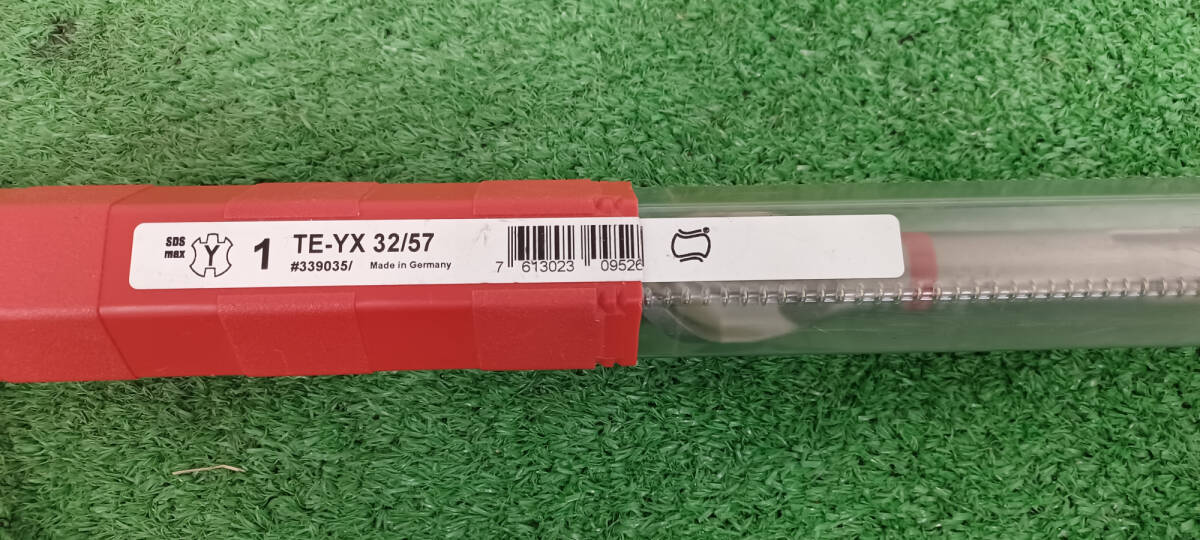 SDS
max
Y
1
TE-YX 32/57
#339035/ Made in Germany
7 613023 09526